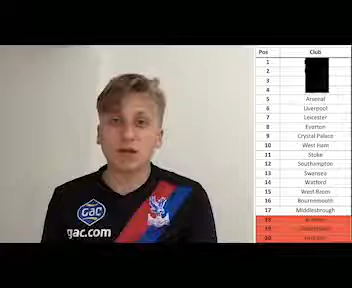 GAC
gac.com
Pos Club
1
2
3
4
5 Arsenal
6 Liverpool
7 Leicester
8 Everton
9 Crystal Palace
10 West Ham
11 Stoke
12 Southampton
13 Swansea
14 Watford
15 West Brom
16 Bournemouth
17 Middlesbrough
18
19
20